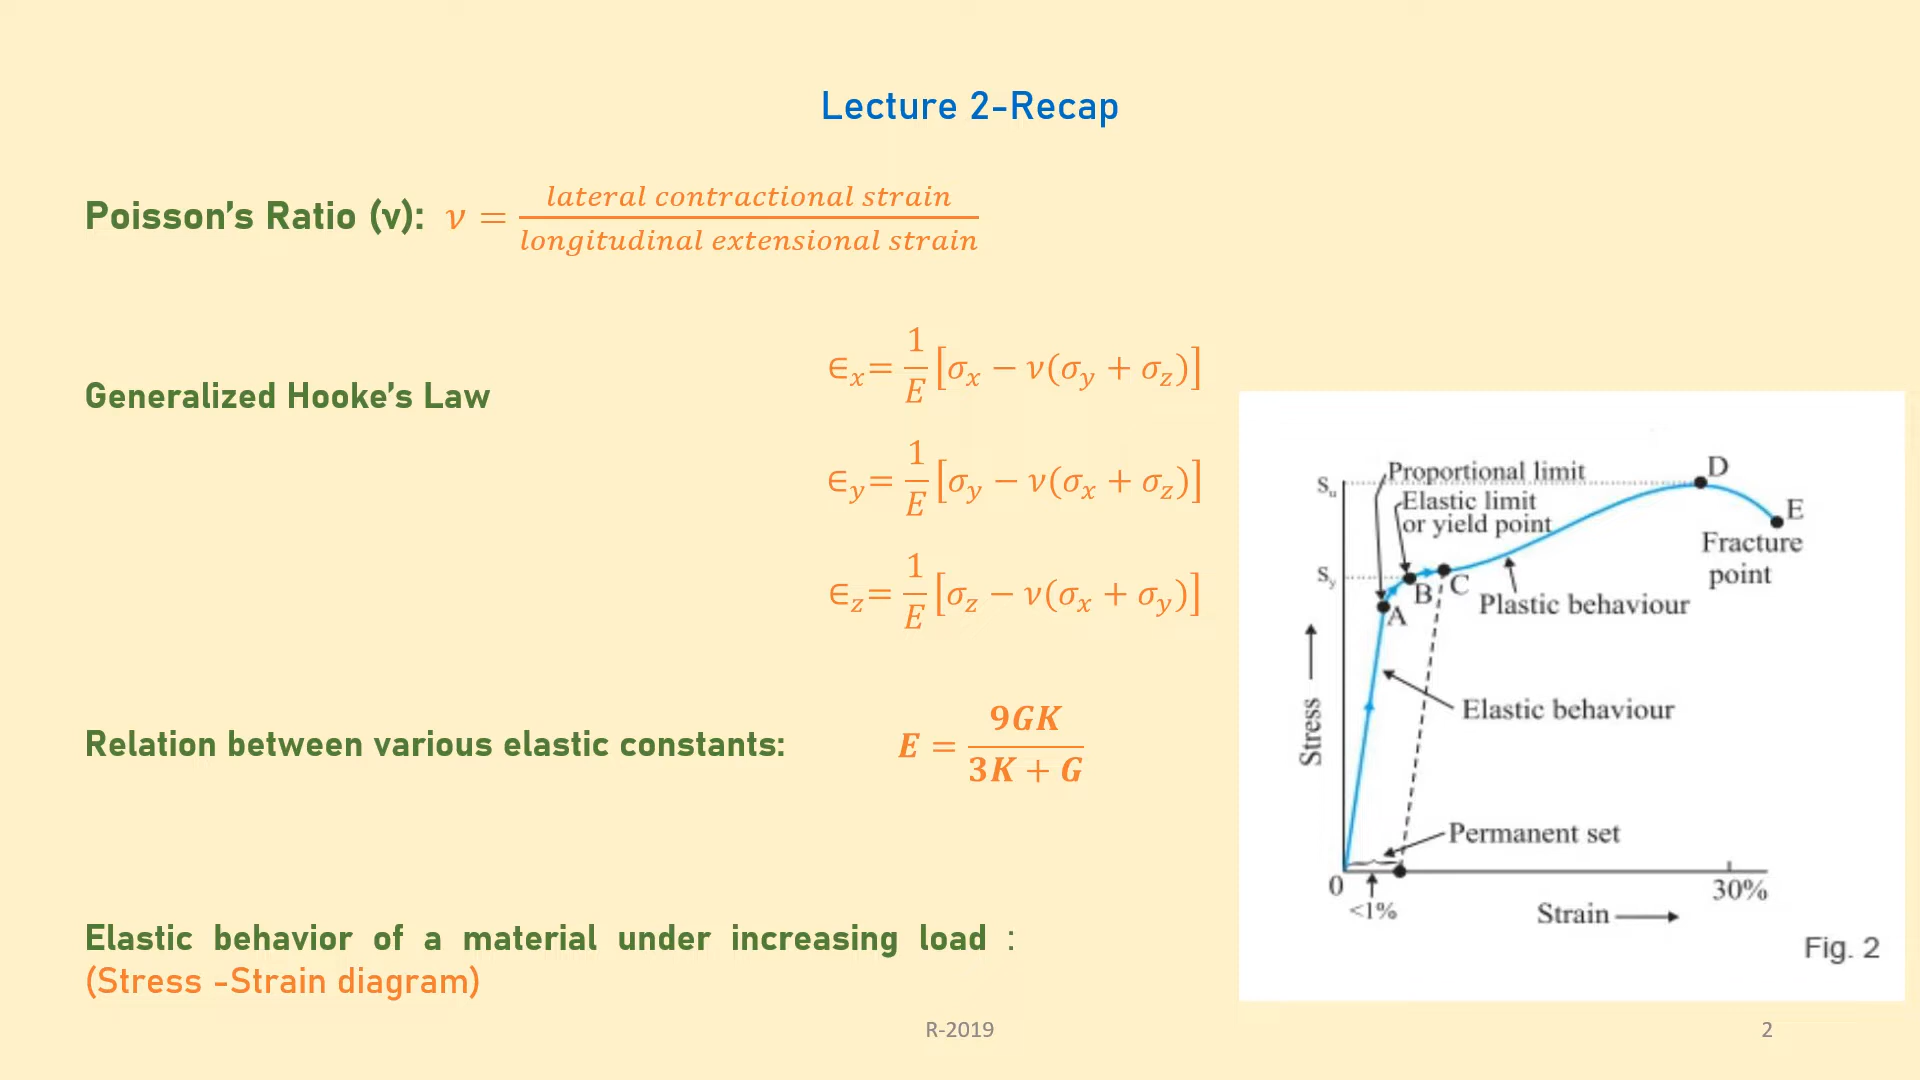 Lecture 2-Recap
Poisson's Ratio (ν): ν = lateral contractional strain / longitudinal extensional strain
Generalized Hooke's Law
∈x= 1/E [σx − ν(σy + σz)]
∈y= 1/E [σy − ν(σx + σz)]
∈z= 1/E [σz − ν(σx + σy)]
Relation between various elastic constants: E = 9GK / 3K + G
Elastic behavior of a material under increasing load :
(Stress -Strain diagram)
Su
Proportional limit
D
Elastic limit
or yield point
E
Fracture
point
Sy
B
C
A
Plastic behaviour
Stress
Elastic behaviour
Permanent set
0
30%
<1%
Strain
Fig. 2
R-2019
2